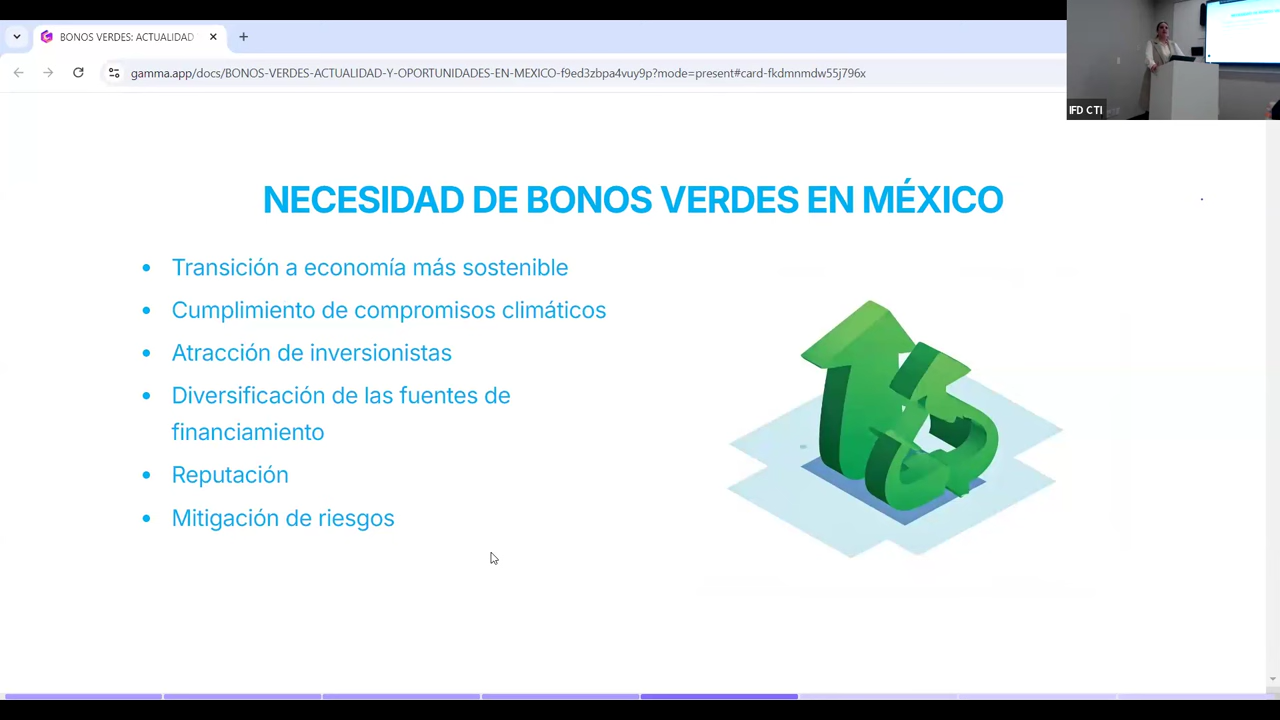 BONOS VERDES: ACTUALIDAD
gamma.app/docs/BONOS-VERDES-ACTUALIDAD-Y-OPORTUNIDADES-EN-MEXICO-f9ed3zbpa4vuy9p?mode=present#card-fkdmnmdw55j796x
IFD CTI
NECESIDAD DE BONOS VERDES EN MÉXICO
• Transición a economía más sostenible
• Cumplimiento de compromisos climáticos
• Atracción de inversionistas
• Diversificación de las fuentes de
financiamiento
• Reputación
• Mitigación de riesgos